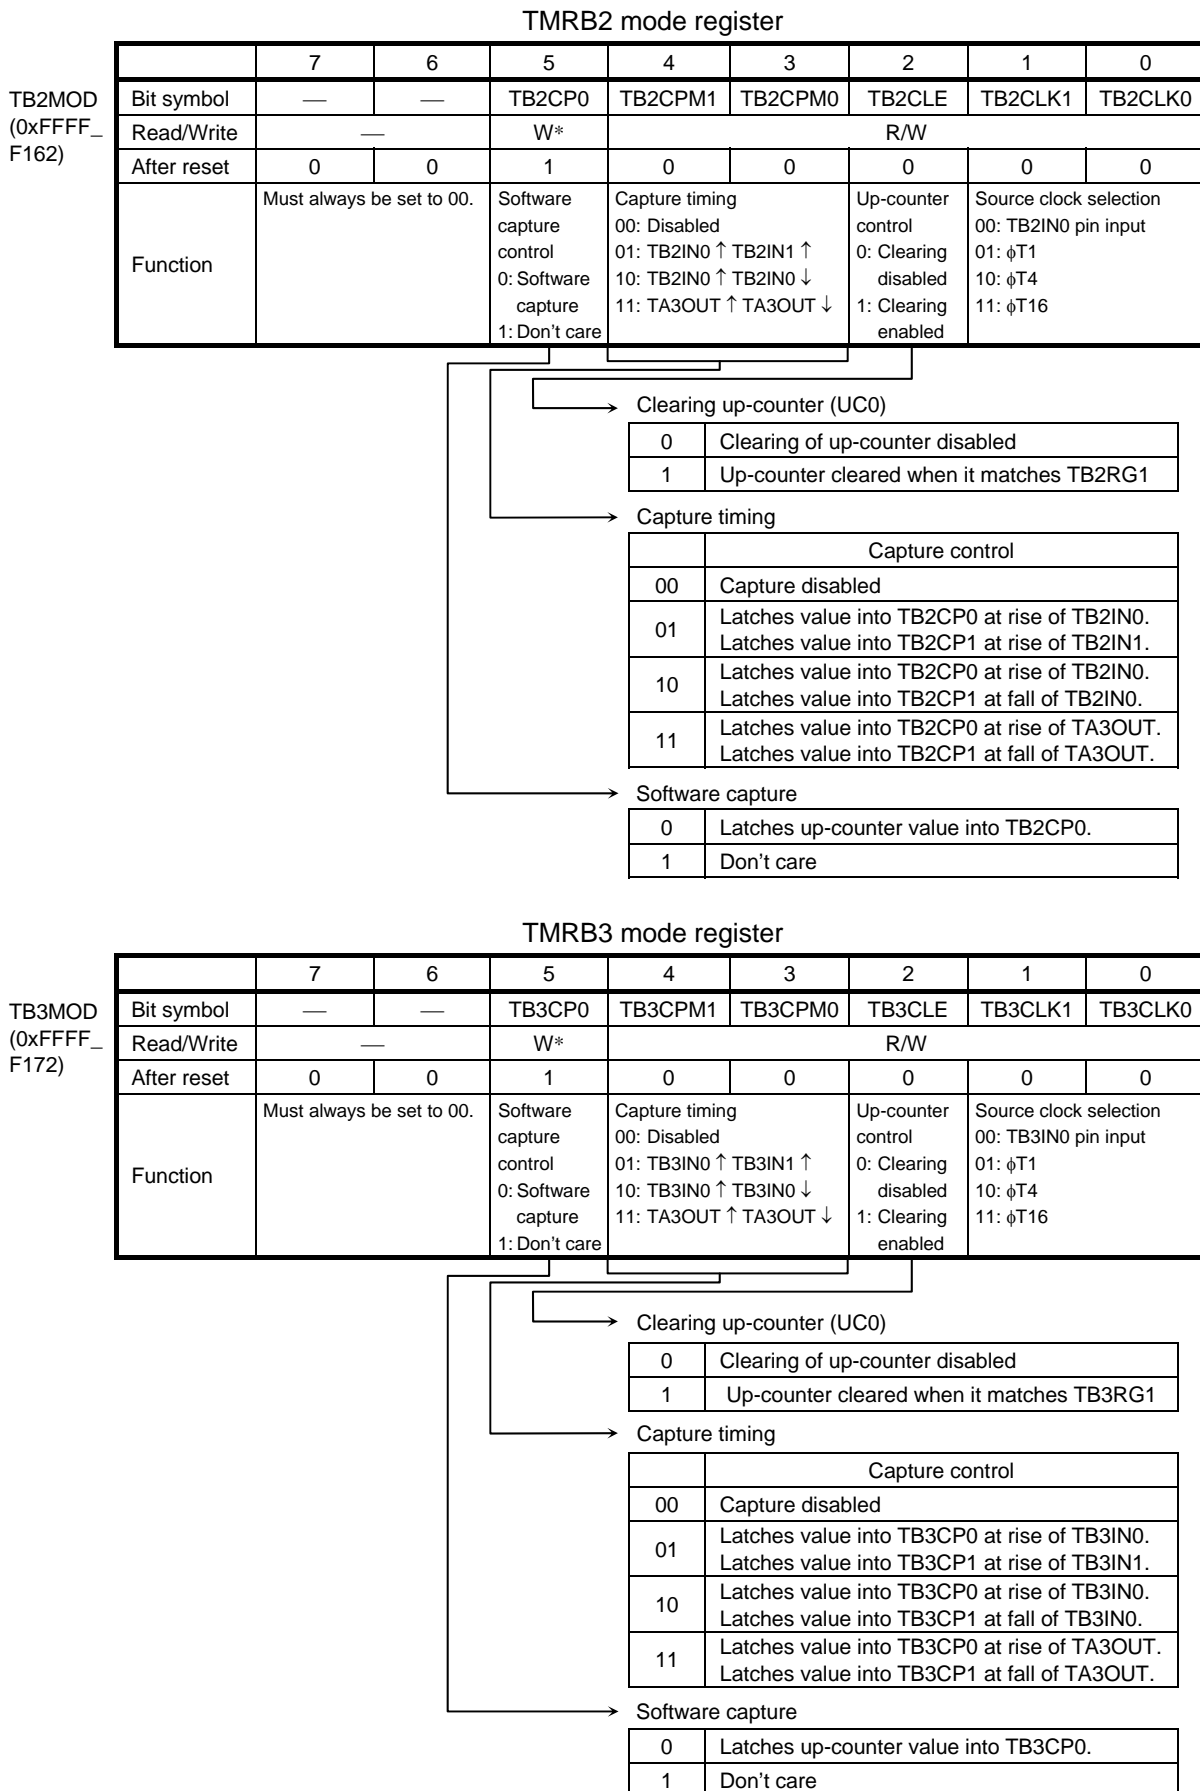 TMRB2 mode register
7 6 5 4 3 2 1 0
TB2MOD
(0xFFFF_
F162)
Bit symbol — — TB2CP0 TB2CPM1 TB2CPM0 TB2CLE TB2CLK1 TB2CLK0
Read/Write — W* R/W
After reset 0 0 1 0 0 0 0 0
Function
Must always be set to 00.
Software
capture
control
0: Software
capture
1: Don't care
Capture timing
00: Disabled
01: TB2IN0 ↑ TB2IN1 ↑
10: TB2IN0 ↑ TB2IN0 ↓
11: TA3OUT ↑ TA3OUT ↓
Up-counter
control
0: Clearing
disabled
1: Clearing
enabled
Source clock selection
00: TB2IN0 pin input
01: ϕT1
10: ϕT4
11: ϕT16
Clearing up-counter (UC0)
0 Clearing of up-counter disabled
1 Up-counter cleared when it matches TB2RG1
Capture timing
Capture control
00 Capture disabled
01 Latches value into TB2CP0 at rise of TB2IN0.
Latches value into TB2CP1 at rise of TB2IN1.
10 Latches value into TB2CP0 at rise of TB2IN0.
Latches value into TB2CP1 at fall of TB2IN0.
11 Latches value into TB2CP0 at rise of TA3OUT.
Latches value into TB2CP1 at fall of TA3OUT.
Software capture
0 Latches up-counter value into TB2CP0.
1 Don't care
TMRB3 mode register
7 6 5 4 3 2 1 0
TB3MOD
(0xFFFF_
F172)
Bit symbol — — TB3CP0 TB3CPM1 TB3CPM0 TB3CLE TB3CLK1 TB3CLK0
Read/Write — W* R/W
After reset 0 0 1 0 0 0 0 0
Function
Must always be set to 00.
Software
capture
control
0: Software
capture
1: Don't care
Capture timing
00: Disabled
01: TB3IN0 ↑ TB3IN1 ↑
10: TB3IN0 ↑ TB3IN0 ↓
11: TA3OUT ↑ TA3OUT ↓
Up-counter
control
0: Clearing
disabled
1: Clearing
enabled
Source clock selection
00: TB3IN0 pin input
01: ϕT1
10: ϕT4
11: ϕT16
Clearing up-counter (UC0)
0 Clearing of up-counter disabled
1 Up-counter cleared when it matches TB3RG1
Capture timing
Capture control
00 Capture disabled
01 Latches value into TB3CP0 at rise of TB3IN0.
Latches value into TB3CP1 at rise of TB3IN1.
10 Latches value into TB3CP0 at rise of TB3IN0.
Latches value into TB3CP1 at fall of TB3IN0.
11 Latches value into TB3CP0 at rise of TA3OUT.
Latches value into TB3CP1 at fall of TA3OUT.
Software capture
0 Latches up-counter value into TB3CP0.
1 Don't care